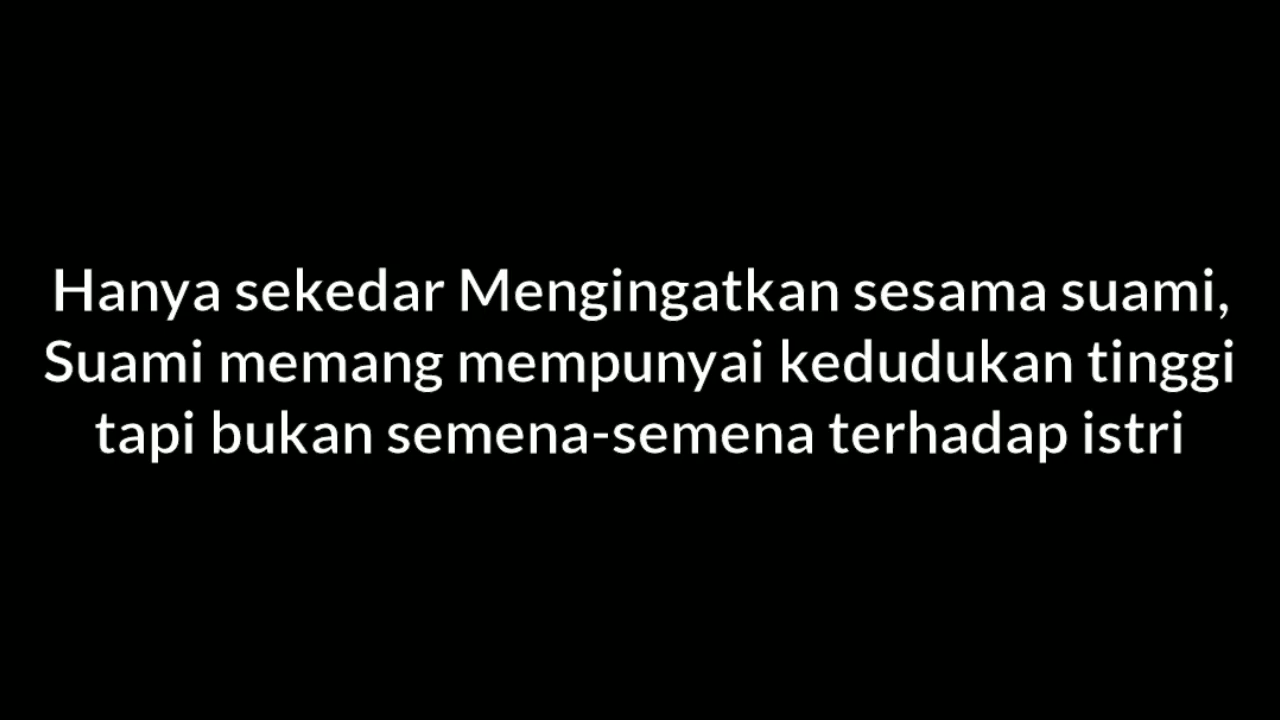 Hanya sekedar Mengingatkan sesama suami,
Suami memang mempunyai kedudukan tinggi
tapi bukan semena-semena terhadap istri